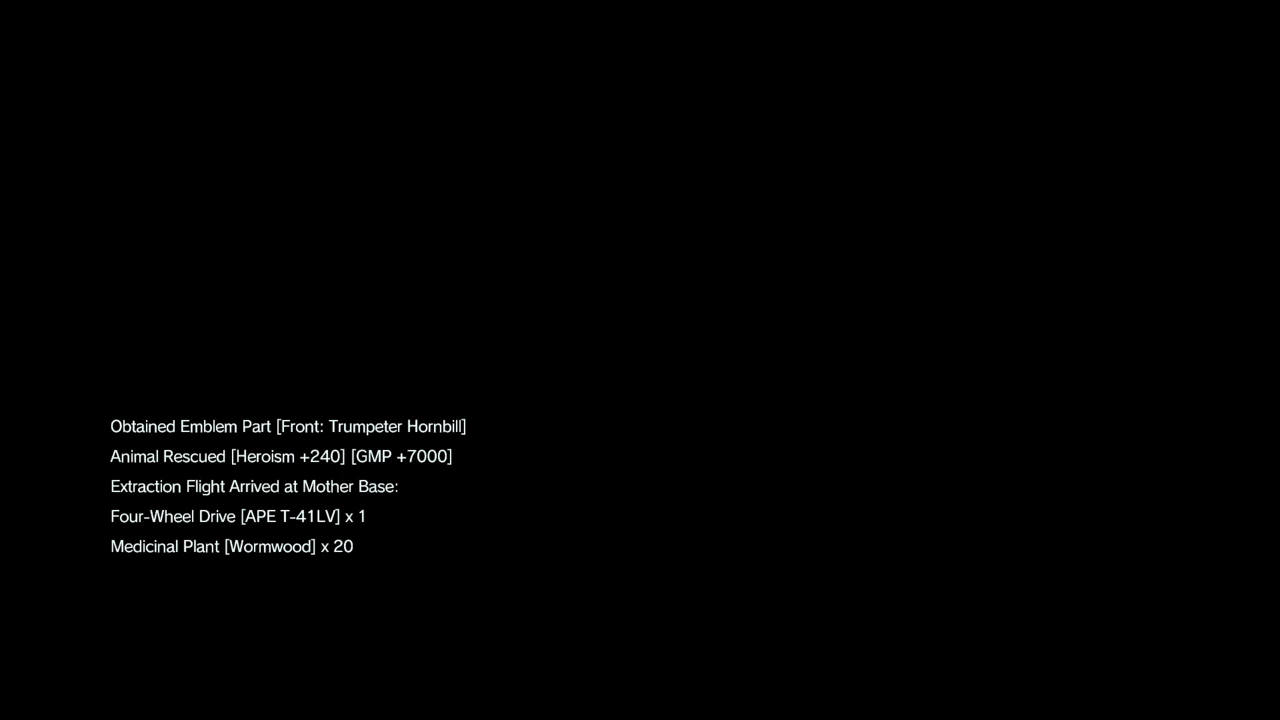 Obtained Emblem Part [Front: Trumpeter Hornbill]
Animal Rescued [Heroism +240] [GMP +7000]
Extraction Flight Arrived at Mother Base:
Four-Wheel Drive [APE T-41LV] x 1
Medicinal Plant [Wormwood] x 20